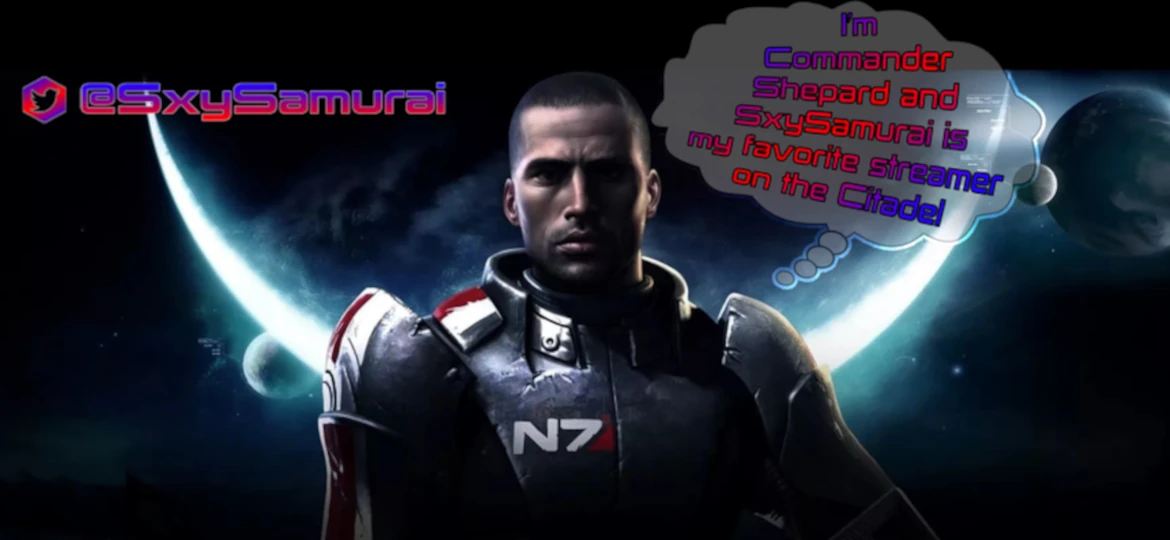 @SxySamurai
I'm
Commander
Shepard and
SxySamurai is
my favorite streamer
on the Citadel
N7